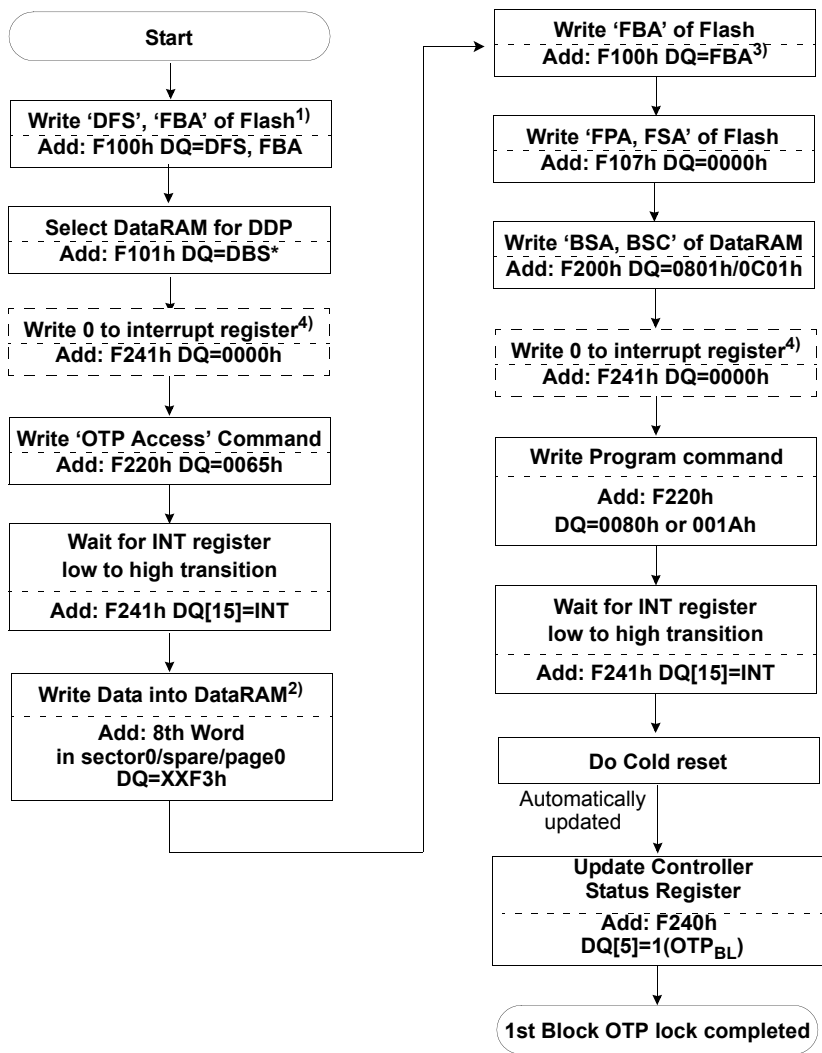 Start
Write ‘DFS’, ‘FBA’ of Flash1)
Add: F100h DQ=DFS, FBA
Select DataRAM for DDP
Add: F101h DQ=DBS*
Write 0 to interrupt register4)
Add: F241h DQ=0000h
Write ‘OTP Access’ Command
Add: F220h DQ=0065h
Wait for INT register
low to high transition
Add: F241h DQ[15]=INT
Write Data into DataRAM2)
Add: 8th Word
in sector0/spare/page0
DQ=XXF3h
Write ‘FBA’ of Flash
Add: F100h DQ=FBA3)
Write ‘FPA, FSA’ of Flash
Add: F107h DQ=0000h
Write ‘BSA, BSC’ of DataRAM
Add: F200h DQ=0801h/0C01h
Write 0 to interrupt register4)
Add: F241h DQ=0000h
Write Program command
Add: F220h
DQ=0080h or 001Ah
Wait for INT register
low to high transition
Add: F241h DQ[15]=INT
Do Cold reset
Automatically
updated
Update Controller
Status Register
Add: F240h
DQ[5]=1(OTPBL)
1st Block OTP lock completed